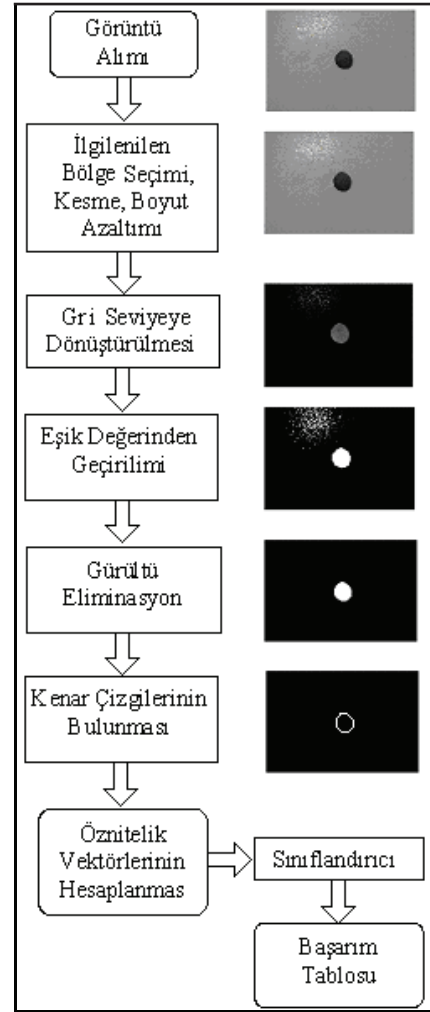 Görüntü
Alımı
İlgilenilen
Bölge Seçimi,
Kesme, Boyut
Azaltımı
Gri Seviyeye
Dönüştürülmesi
Eşik Değerinden
Geçirilimi
Gürültü
Eliminasyon
Kenar Çizgilerinin
Bulunması
Öznitelik
Vektörlerinin
Hesaplanmas
Sınıflandırıcı
Başarım
Tablosu